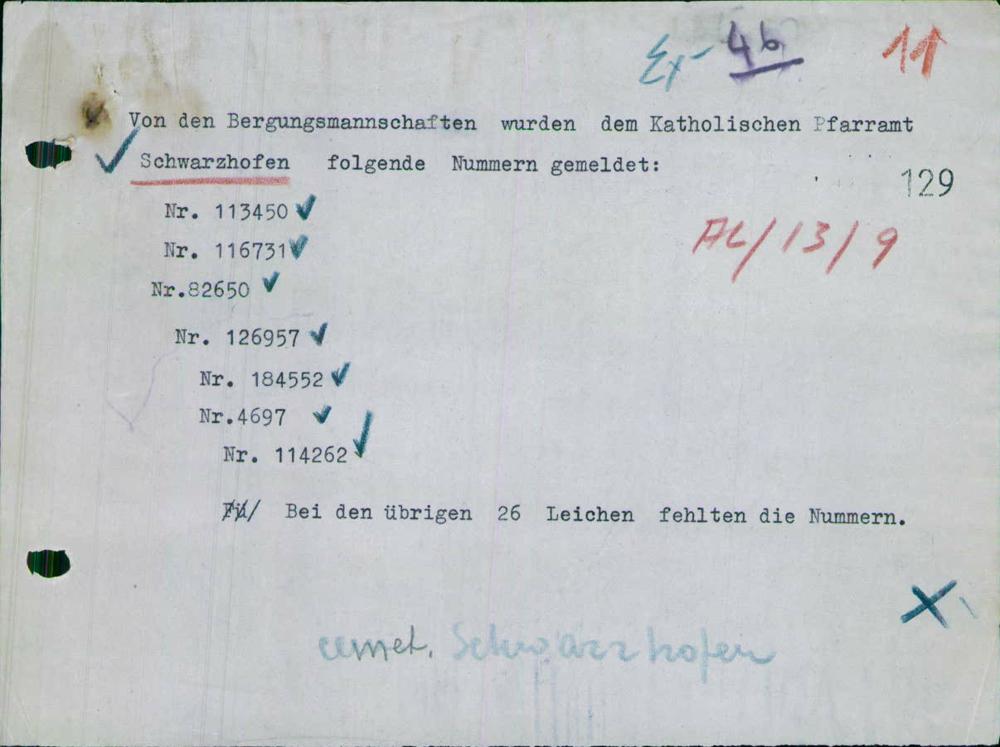 Ex- 46 11
Von den Bergungsmannschaften wurden dem Katholischen Pfarramt
Schwarzhofen folgende Nummern gemeldet:
129
Nr. 113450
AL/13/9
Nr. 116731
Nr.82650
Nr. 126957
Nr. 184552
Nr.4697
Nr. 114262
Bei den übrigen 26 Leichen fehlten die Nummern.
cemet. Schwarzhofen